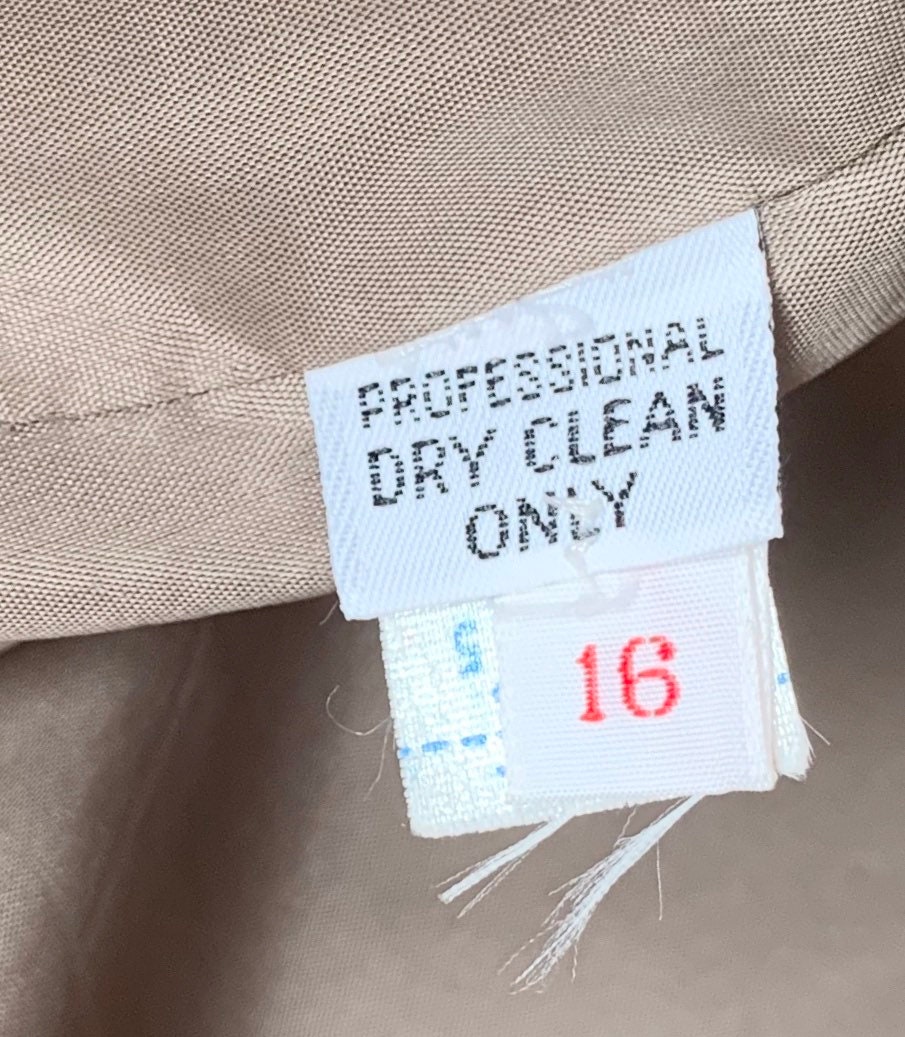 PROFESSIONAL
DRY CLEAN
ONLY
16